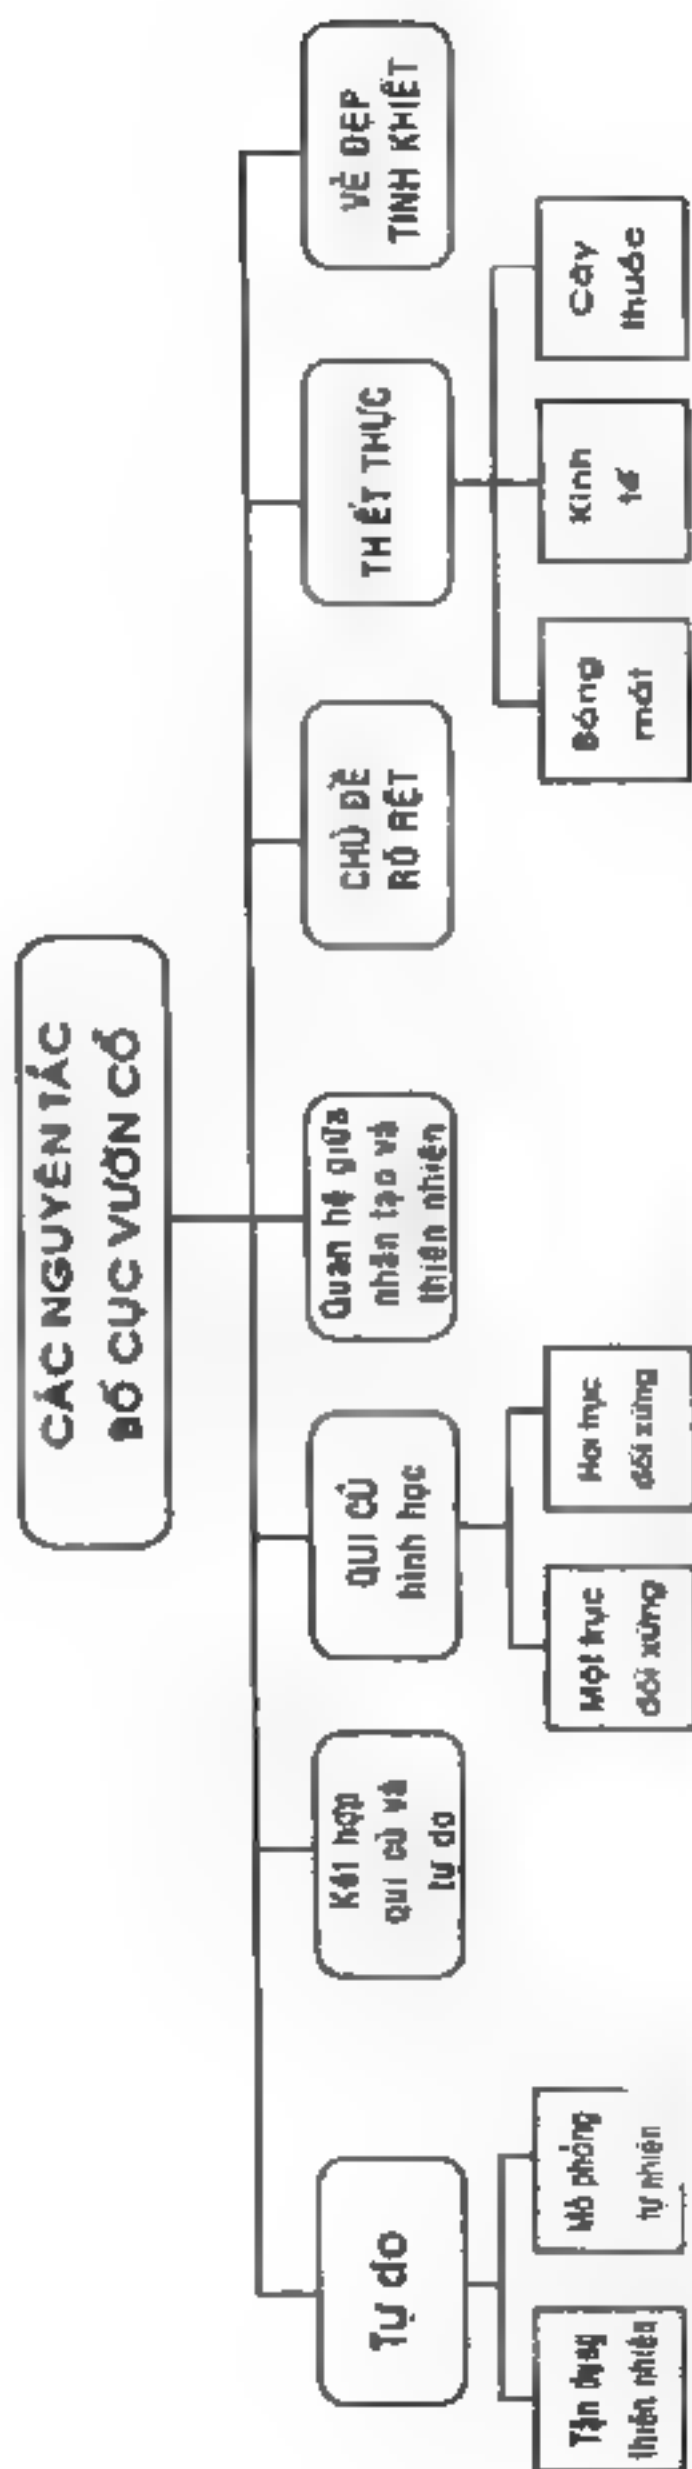 CÁC NGUYÊN TẮC
BỐ CỤC VƯỜN CỔ
Tự do
Kết hợp
qui củ và
tự do
QUI CỦ
hình học
Quan hệ giữa
nhân tạo và
thiên nhiên
CHỦ ĐỀ
RÕ RỆT
THẾT THỰC
VẺ ĐẸP
TINH KHIẾT
Tận dụng
thiên nhiên
Mô phỏng
tự nhiên
Một trục
đối xứng
Hai trục
đối xứng
Bóng
mát
Kinh
tế
Cây
thuốc